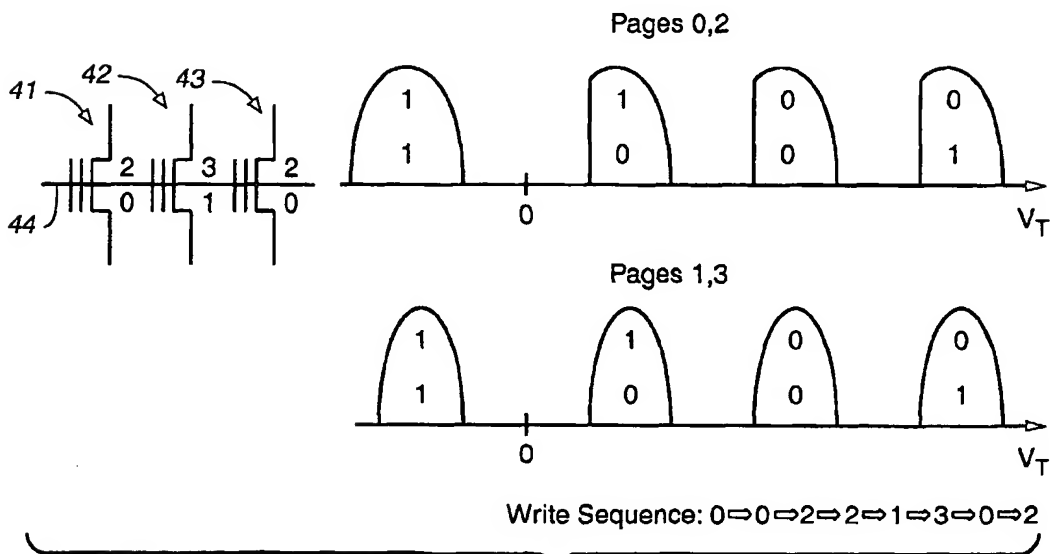 Pages 0,2
41
42
43
44
2 3 2
0 1 0
1 1 0 0
1 0 0 1
0
V_T
Pages 1,3
1 1 0 0
1 0 0 1
0
V_T
Write Sequence: 0⇨0⇨2⇨2⇨1⇨3⇨0⇨2